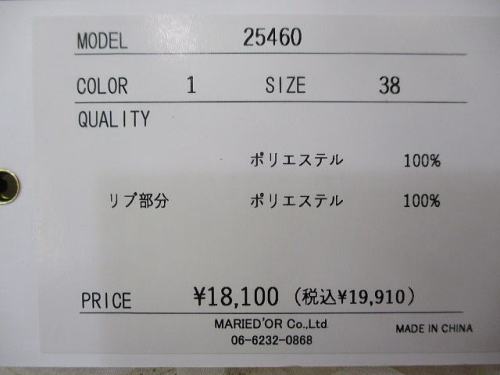 MODEL 25460
COLOR 1 SIZE 38
QUALITY
ポリエステル 100%
リブ部分 ポリエステル 100%
PRICE ¥18,100 (税込¥19,910)
MARIED'OR Co.,Ltd
06-6232-0868
MADE IN CHINA